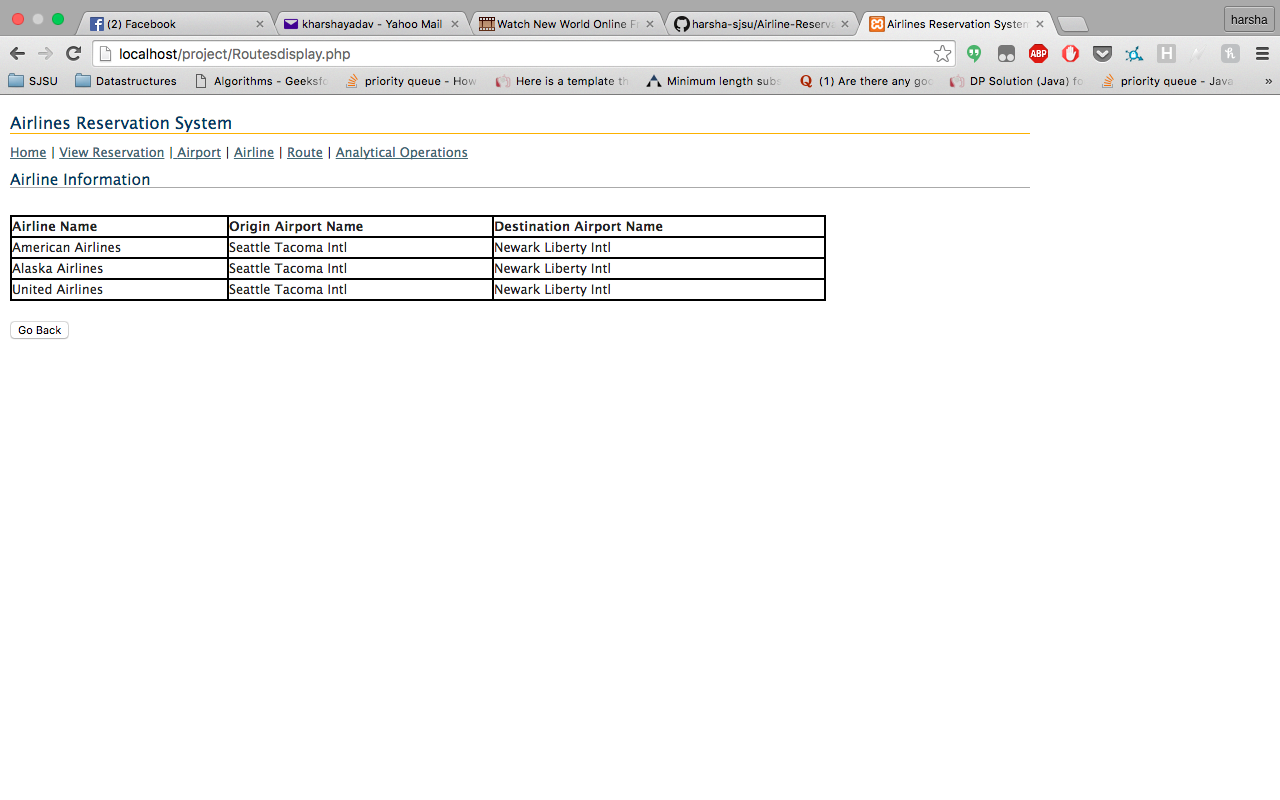 (2) Facebook kharshayadav - Yahoo Mail Watch New World Online Fr harsha-sjsu/Airline-Reserva Airlines Reservation System harsha
localhost/project/Routesdisplay.php ABP H
SJSU Datastructures Algorithms - Geeksfo priority queue - How Here is a template th Minimum length subs Q (1) Are there any goo DP Solution (Java) fo priority queue - Java »
Airlines Reservation System
Home | View Reservation | Airport | Airline | Route | Analytical Operations
Airline Information
Airline Name Origin Airport Name Destination Airport Name
American Airlines Seattle Tacoma Intl Newark Liberty Intl
Alaska Airlines Seattle Tacoma Intl Newark Liberty Intl
United Airlines Seattle Tacoma Intl Newark Liberty Intl
Go Back